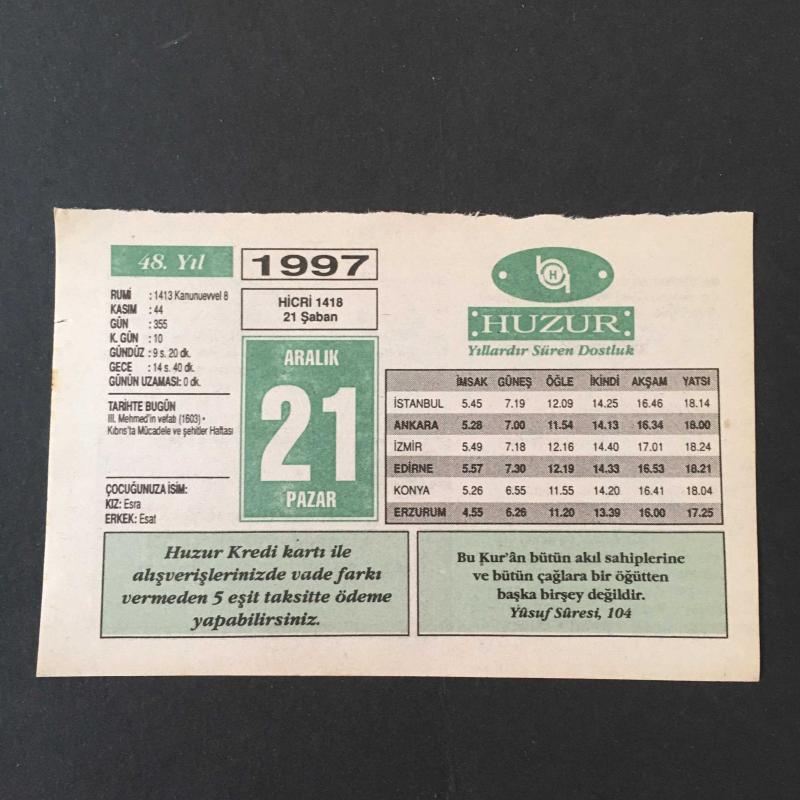 48. Yıl
1997
RUMİ : 1413 Kanunuevvel 8
KASIM : 44
GÜN : 355
K. GÜN : 10
GÜNDÜZ : 9 s. 20 dk.
GECE : 14 s. 40 dk.
GÜNÜN UZAMASI: 0 dk.
HİCRİ 1418
21 Şaban
TARİHTE BUGÜN
III. Mehmed'in vefatı (1603) •
Kıbrıs'ta Mücadele ve şehitler Haftası
ÇOCUĞUNUZA İSİM:
KIZ: Esra
ERKEK: Esat
ARALIK
21
PAZAR
H
HUZUR
Yıllardır Süren Dostluk
İMSAK GÜNEŞ ÖĞLE İKİNDİ AKŞAM YATSI
İSTANBUL 5.45 7.19 12.09 14.25 16.46 18.14
ANKARA 5.28 7.00 11.54 14.13 16.34 18.00
İZMİR 5.49 7.18 12.16 14.40 17.01 18.24
EDİRNE 5.57 7.30 12.19 14.33 16.53 18.21
KONYA 5.26 6.55 11.55 14.20 16.41 18.04
ERZURUM 4.55 6.26 11.20 13.39 16.00 17.25
Huzur Kredi kartı ile
alışverişlerinizde vade farkı
vermeden 5 eşit taksitte ödeme
yapabilirsiniz.
Bu Kur'ân bütün akıl sahiplerine
ve bütün çağlara bir öğütten
başka birşey değildir.
Yûsuf Sûresi, 104